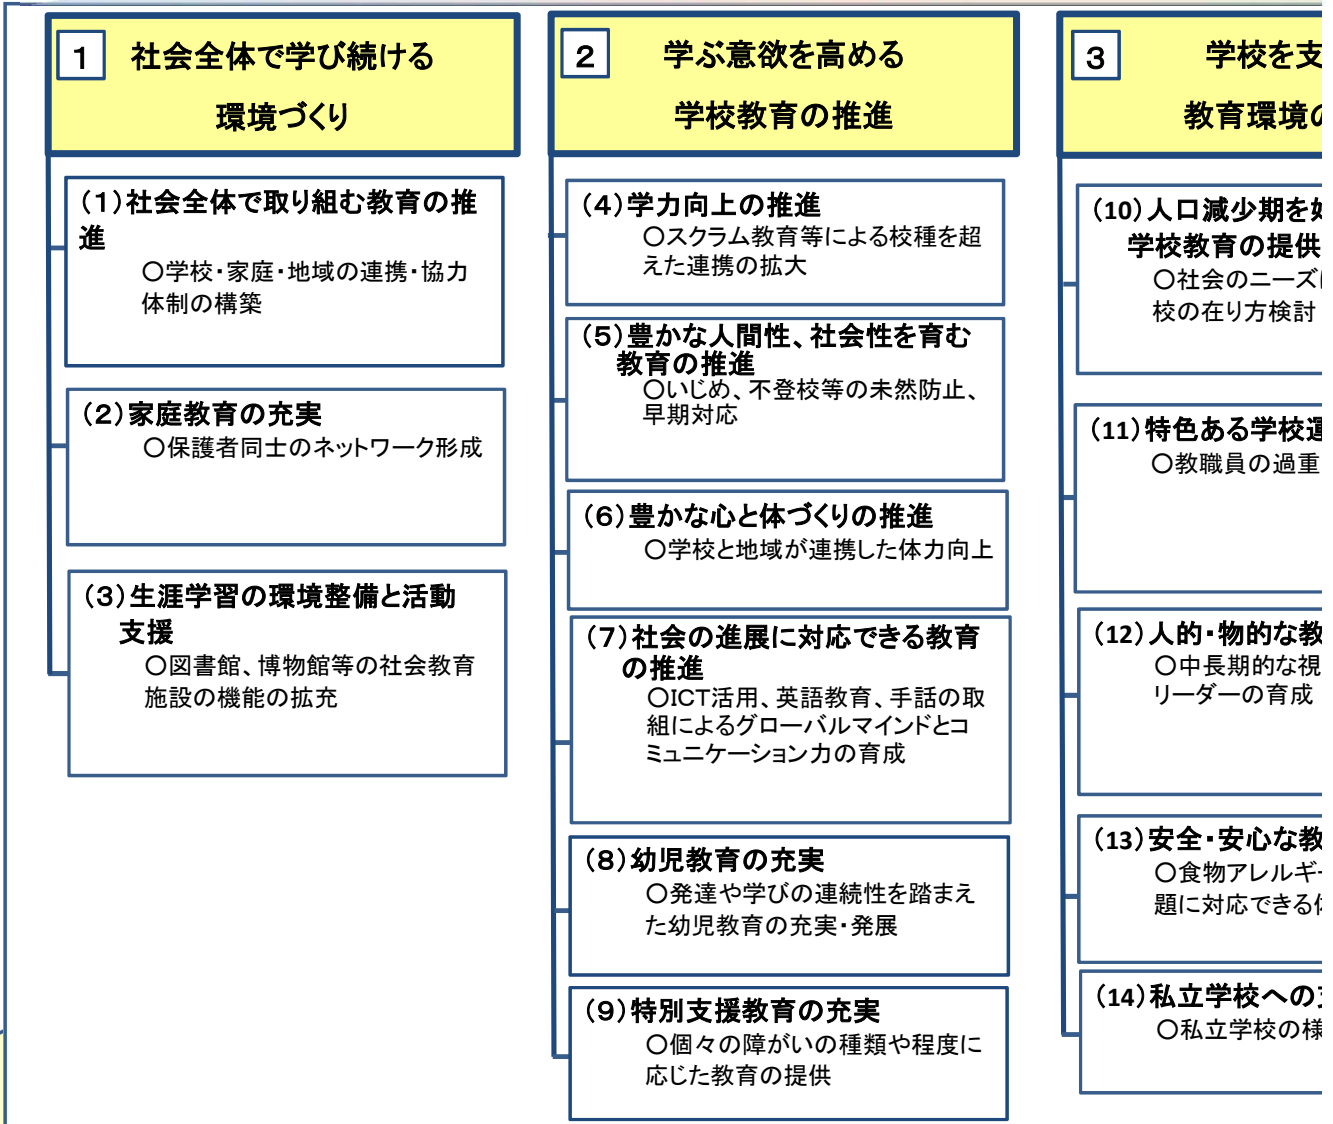 1 社会全体で学び続ける
環境づくり
(1)社会全体で取り組む教育の推
進
○学校・家庭・地域の連携・協力
体制の構築
(2)家庭教育の充実
○保護者同士のネットワーク形成
(3)生涯学習の環境整備と活動
支援
○図書館、博物館等の社会教育
施設の機能の拡充
2 学ぶ意欲を高める
学校教育の推進
(4)学力向上の推進
○スクラム教育等による校種を超
えた連携の拡大
(5)豊かな人間性、社会性を育む
教育の推進
○いじめ、不登校等の未然防止、
早期対応
(6)豊かな心と体づくりの推進
○学校と地域が連携した体力向上
(7)社会の進展に対応できる教育
の推進
○ICT活用、英語教育、手話の取
組によるグローバルマインドとコ
ミュニケーション力の育成
(8)幼児教育の充実
○発達や学びの連続性を踏まえ
た幼児教育の充実・発展
(9)特別支援教育の充実
○個々の障がいの種類や程度に
応じた教育の提供
3 学校を支
教育環境の
(10)人口減少期を
学校教育の提供
○社会のニーズ
校の在り方検討
(11)特色ある学校運
○教職員の過重
(12)人的・物的な教
○中長期的な視
リーダーの育成
(13)安全・安心な教
○食物アレルギ
題に対応できる
(14)私立学校への
○私立学校の様